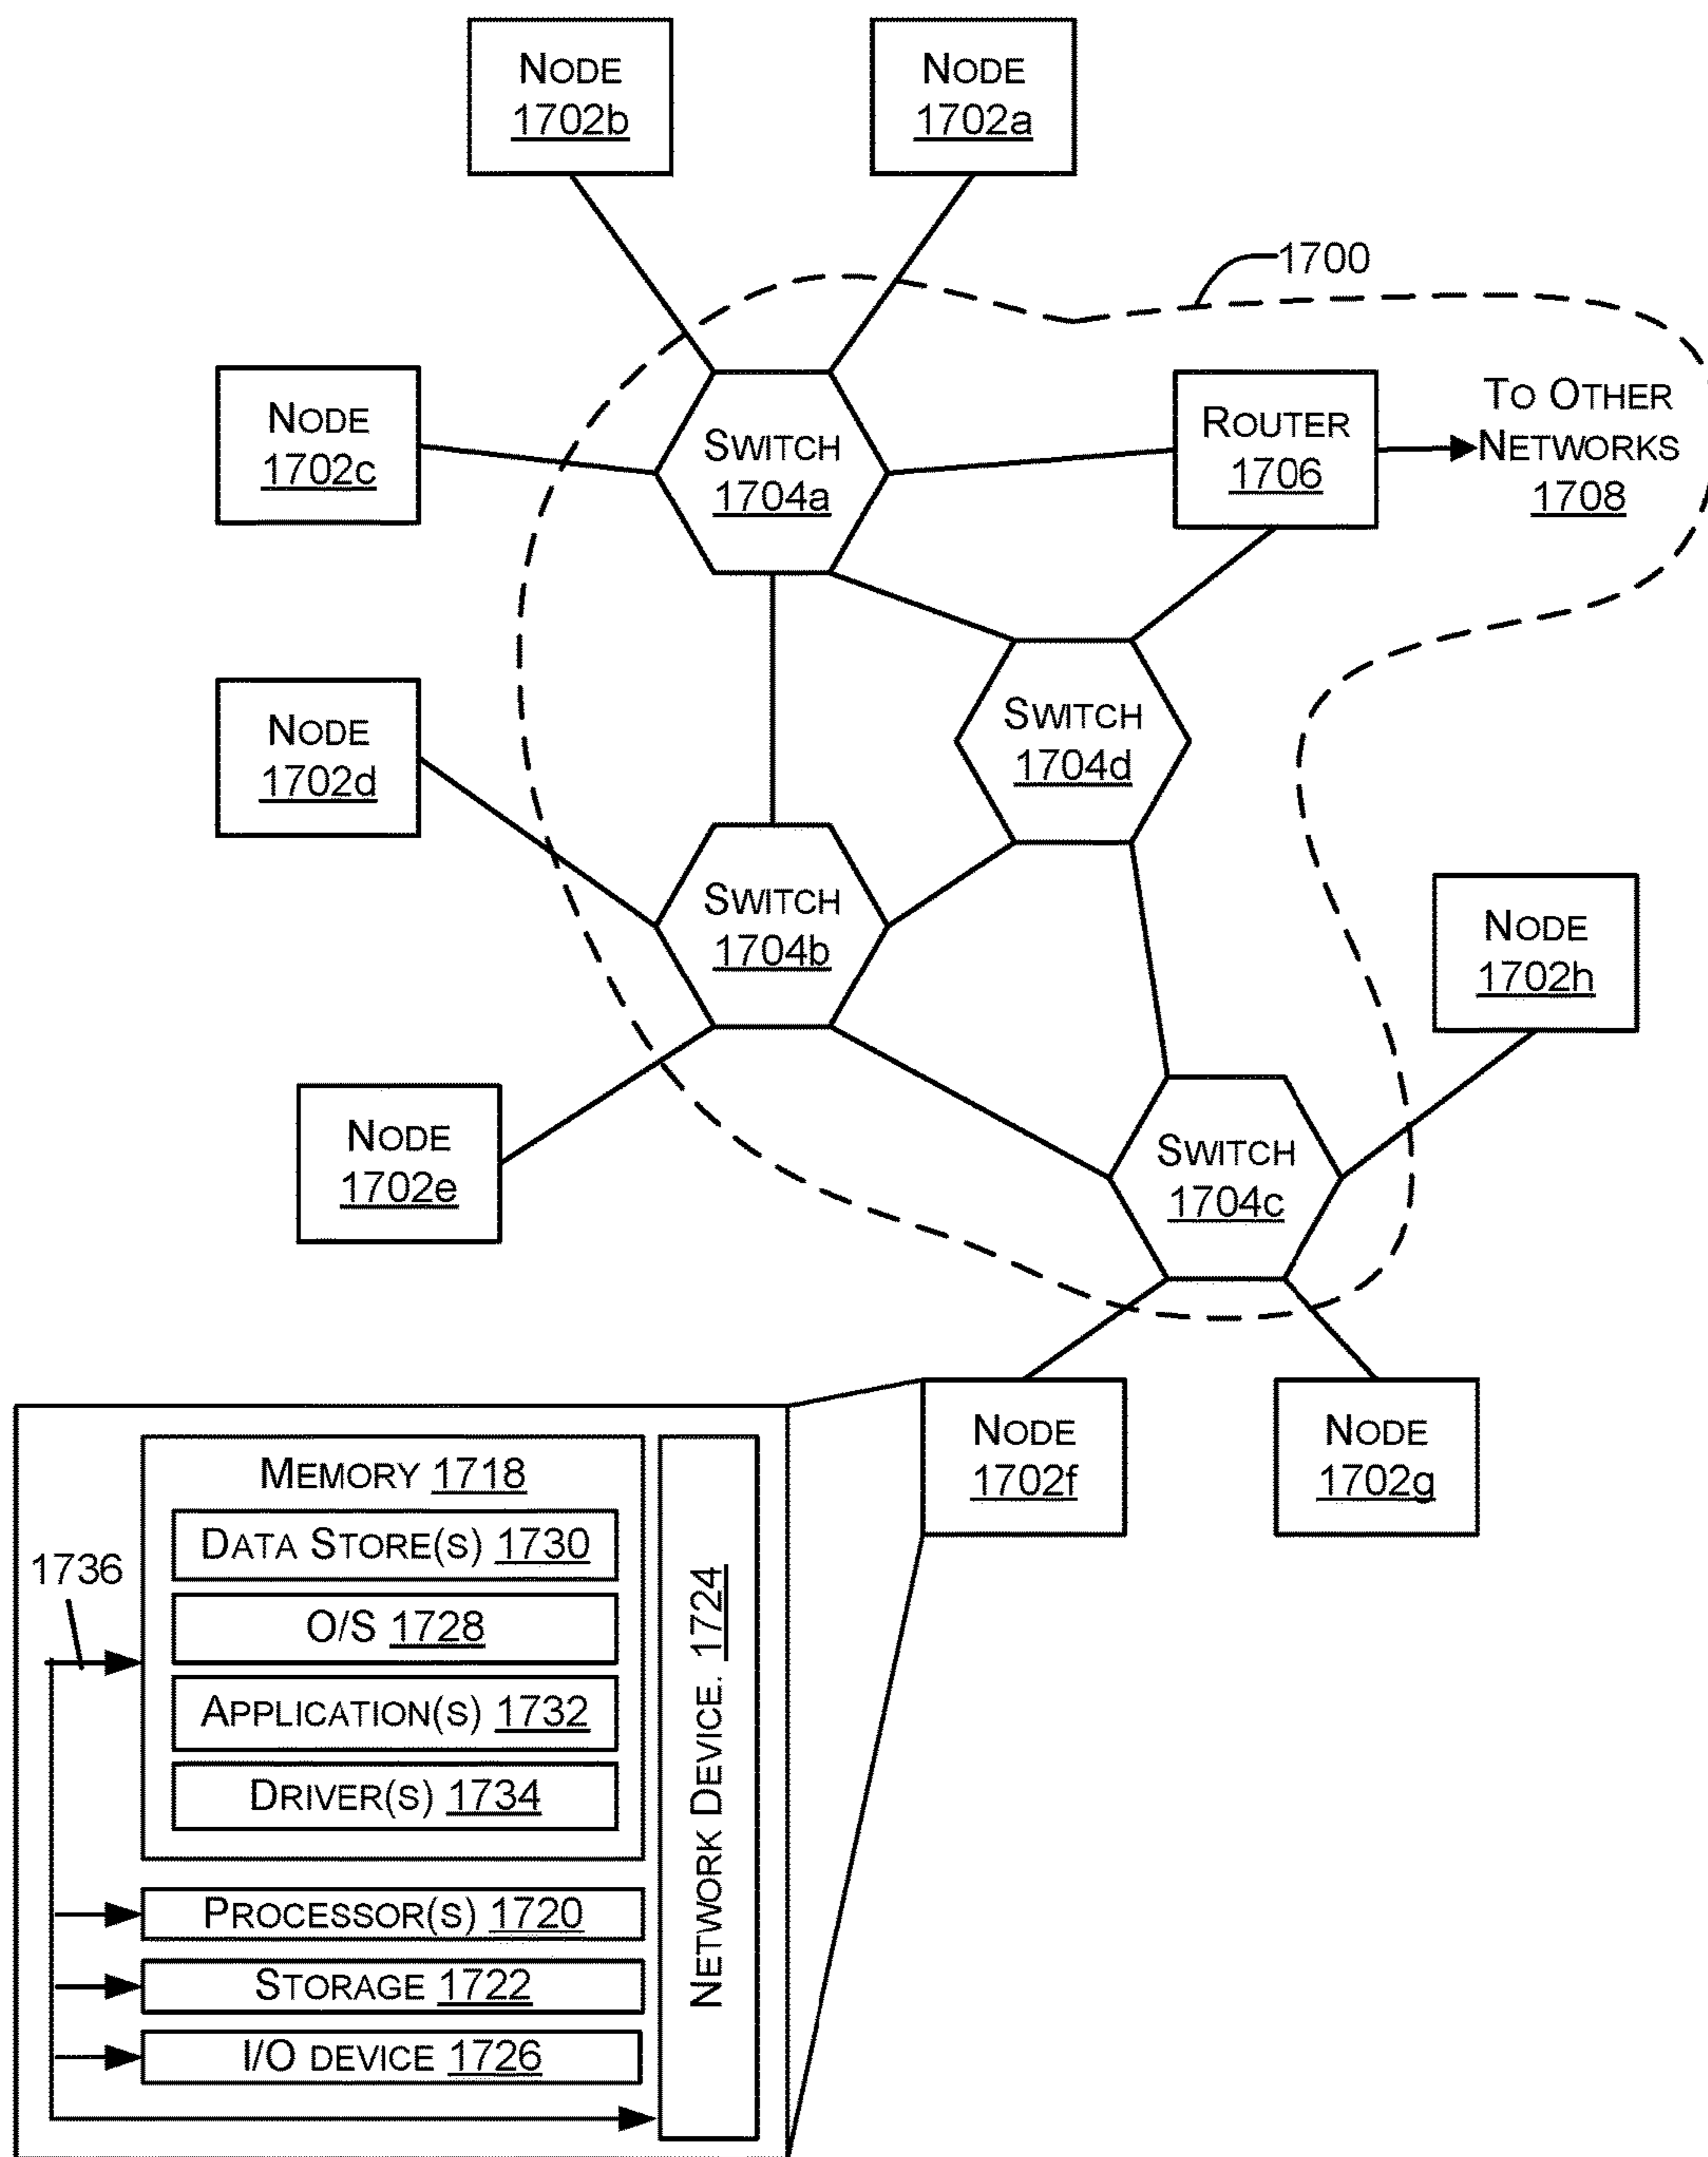 NODE
1702b
NODE
1702a
1700
NODE
1702c
SWITCH
1704a
ROUTER
1706
TO OTHER
NETWORKS
1708
NODE
1702d
SWITCH
1704d
SWITCH
1704b
NODE
1702h
NODE
1702e
SWITCH
1704c
NODE
1702f
NODE
1702g
MEMORY 1718
DATA STORE(S) 1730
1736
O/S 1728
APPLICATION(S) 1732
DRIVER(S) 1734
PROCESSOR(S) 1720
STORAGE 1722
I/O DEVICE 1726
NETWORK DEVICE. 1724